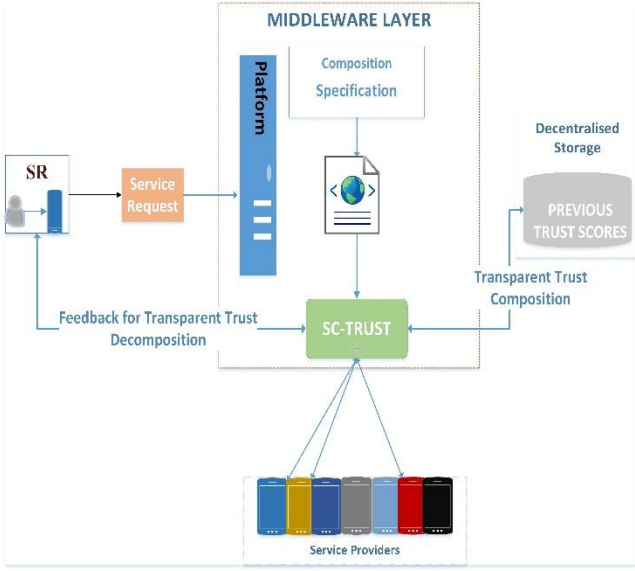 MIDDLEWARE LAYER
Platform
Composition
Specification
Decentralised
Storage
SR
Service
Request
PREVIOUS
TRUST SCORES
Transparent Trust
Composition
Feedback for Transparent Trust
Decomposition
SC-TRUST
Service Providers